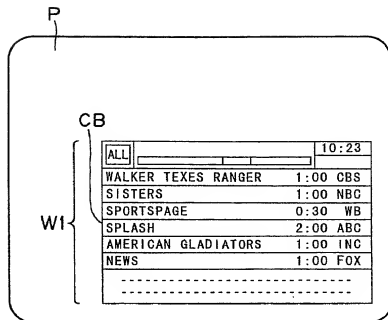 P
CB
ALL 10:23
WALKER TEXES RANGER 1:00 CBS
SISTERS 1:00 NBC
W1
SPORTSPAGE 0:30 WB
SPLASH 2:00 ABC
AMERICAN GLADIATORS 1:00 INC
NEWS 1:00 FOX